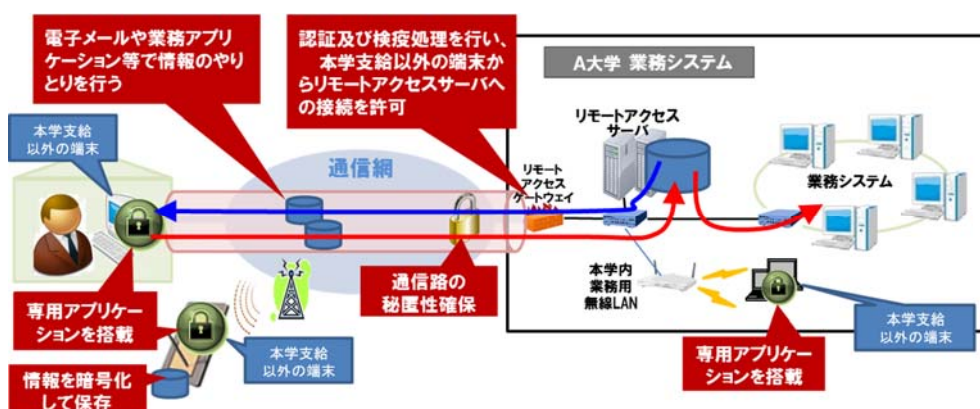 電子メールや業務アプリ
ケーション等で情報のやり
とりを行う
認証及び検疫処理を行い、
本学支給以外の端末か
らリモートアクセスサーバへ
の接続を許可
A大学 業務システム
本学支給
以外の端末
通信網
リモート
アクセス
ゲートウェイ
リモートアクセス
サーバ
業務システム
専用アプリケー
ションを搭載
通信路の
秘匿性確保
本学内
業務用
無線LAN
本学支給
以外の端末
本学支給
以外の端末
専用アプリケー
ションを搭載
情報を暗号化
して保存